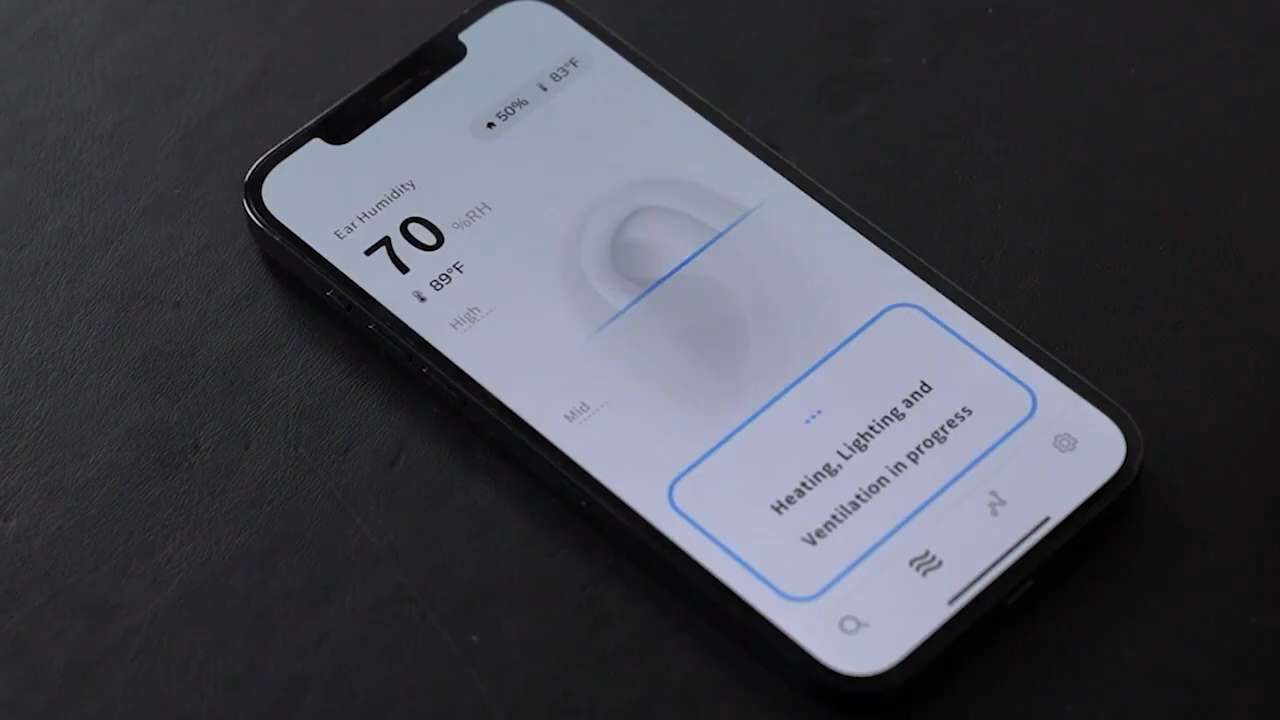 50% 83°F
Ear Humidity
70 %RH
89°F
High
Mid
Heating, Lighting and
Ventilation in progress